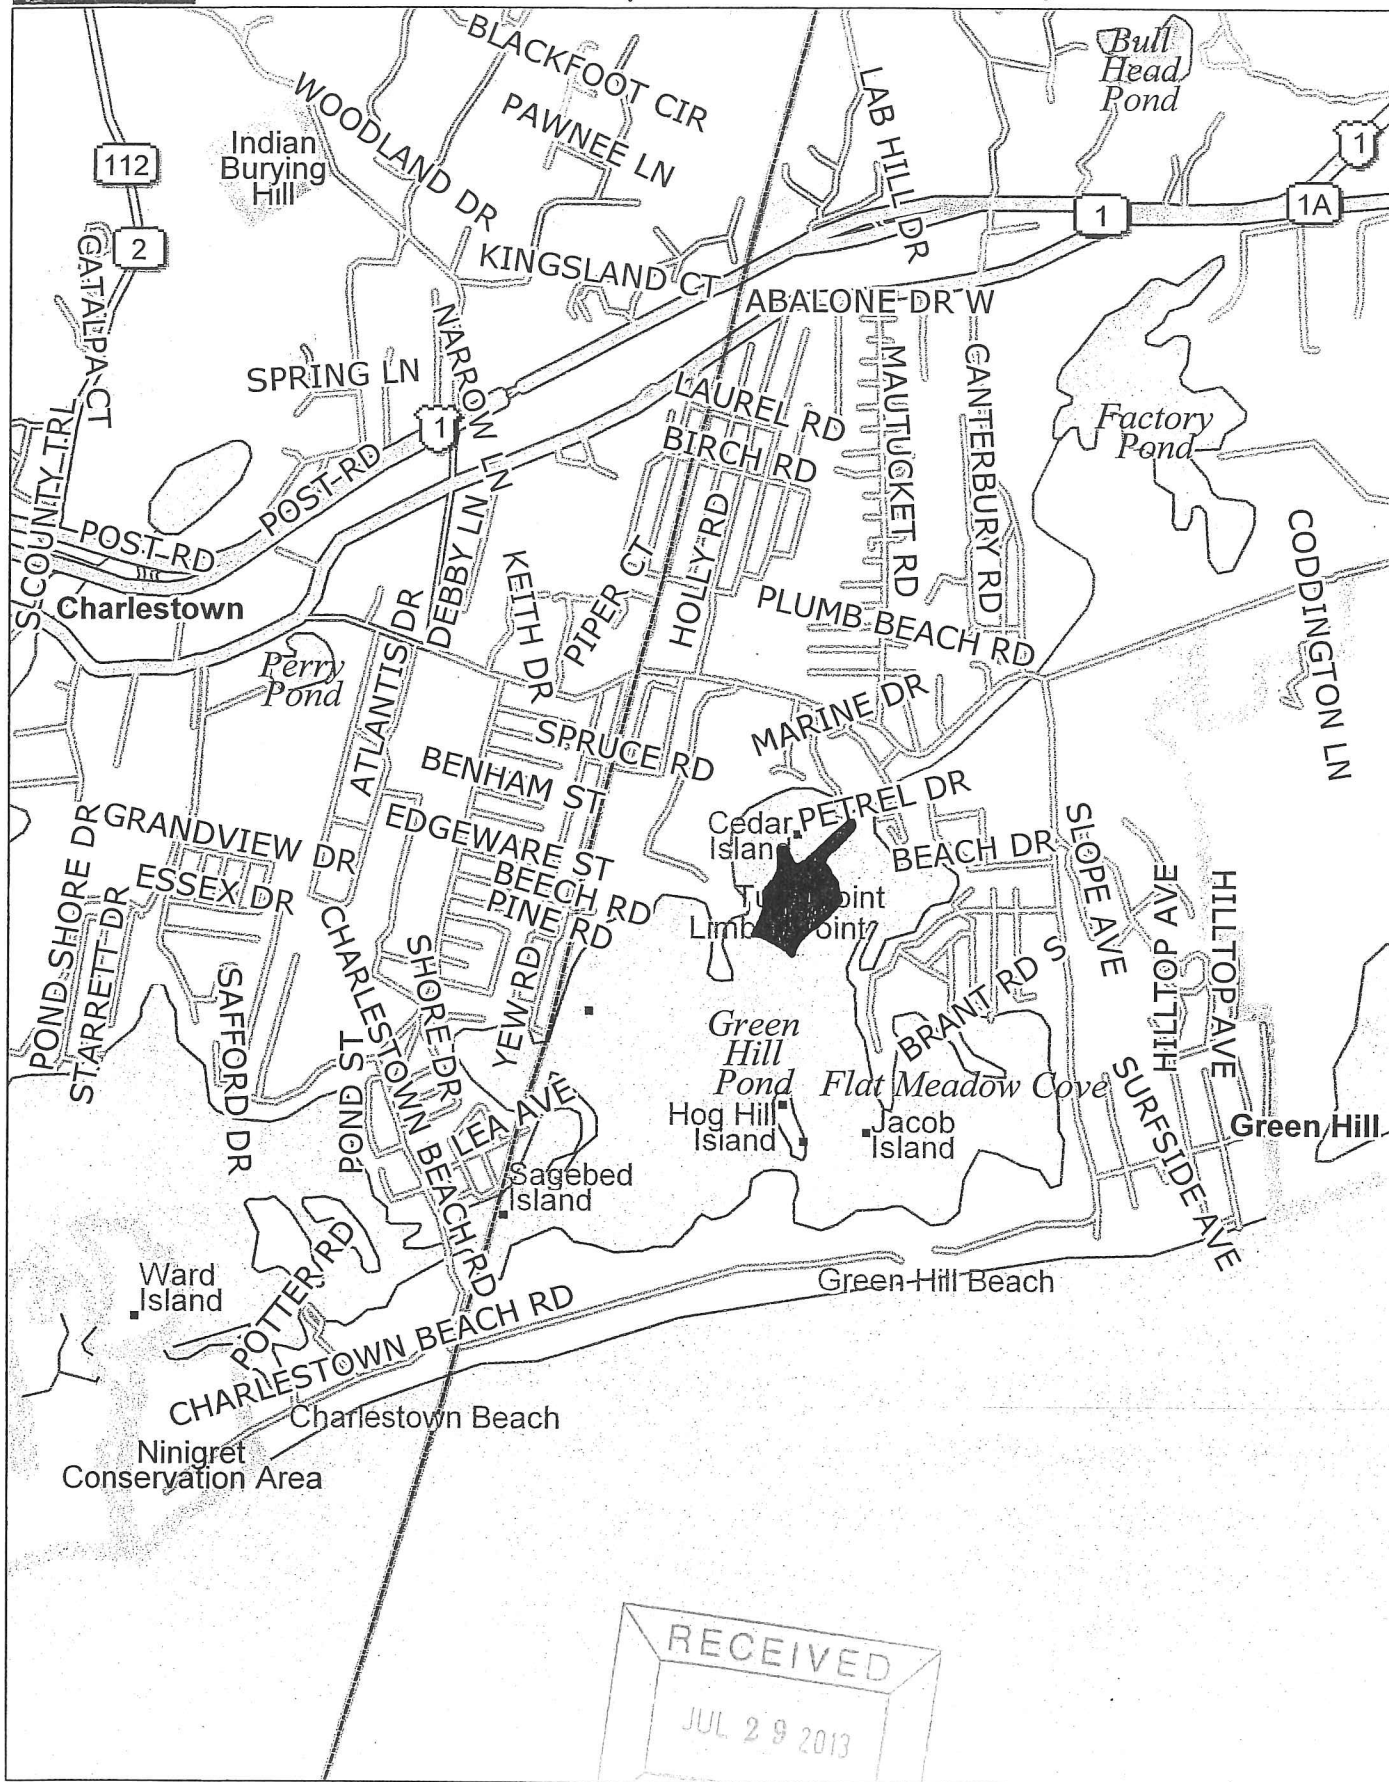 BLACKFOOT CIR
Bull
Head
Pond
WOODLAND DR
PAWNEE LN
LAB HILL DR
Indian
Burying
Hill
112
1
1A
1
2
CATALPA CT
KINGSLAND CT
ABALONE DR W
NARROW LN
SPRING LN
MAUTUCKET RD
CANTERBURY RD
LAUREL RD
1
Factory
Pond
BIRCH RD
S COUNTY TRL
POST RD
POST RD
DEBBY LN
HOLLY RD
CODDINGTON LN
KEITH DR
PIPER CT
Charlestown
ATLANTIS DR
PLUMB BEACH RD
Perry
Pond
MARINE DR
SPRUCE RD
BENHAM ST
PETREL DR
Cedar
Island
POND SHORE DR
GRANDVIEW DR
EDGEWARE ST
BEACH DR
SLOPE AVE
ESSEX DR
BEECH RD
HILLTOP AVE
HILLTOP AVE
STARRETT DR
PINE RD
oint
oint
CHARLESTOWN BEACH RD
SHORE DR
YEW RD
BRANT RD S
SAFFORD DR
Green
Hill
Pond
POND ST
Flat Meadow Cove
SURFSIDE AVE
LEA AVE
Hog Hill
Island
Jacob
Island
Green Hill
Sagebed
Island
POTTER RD
Ward
Island
Green Hill Beach
CHARLESTOWN BEACH RD
Charlestown Beach
Ninigret
Conservation Area
RECEIVED
JUL 29 2013